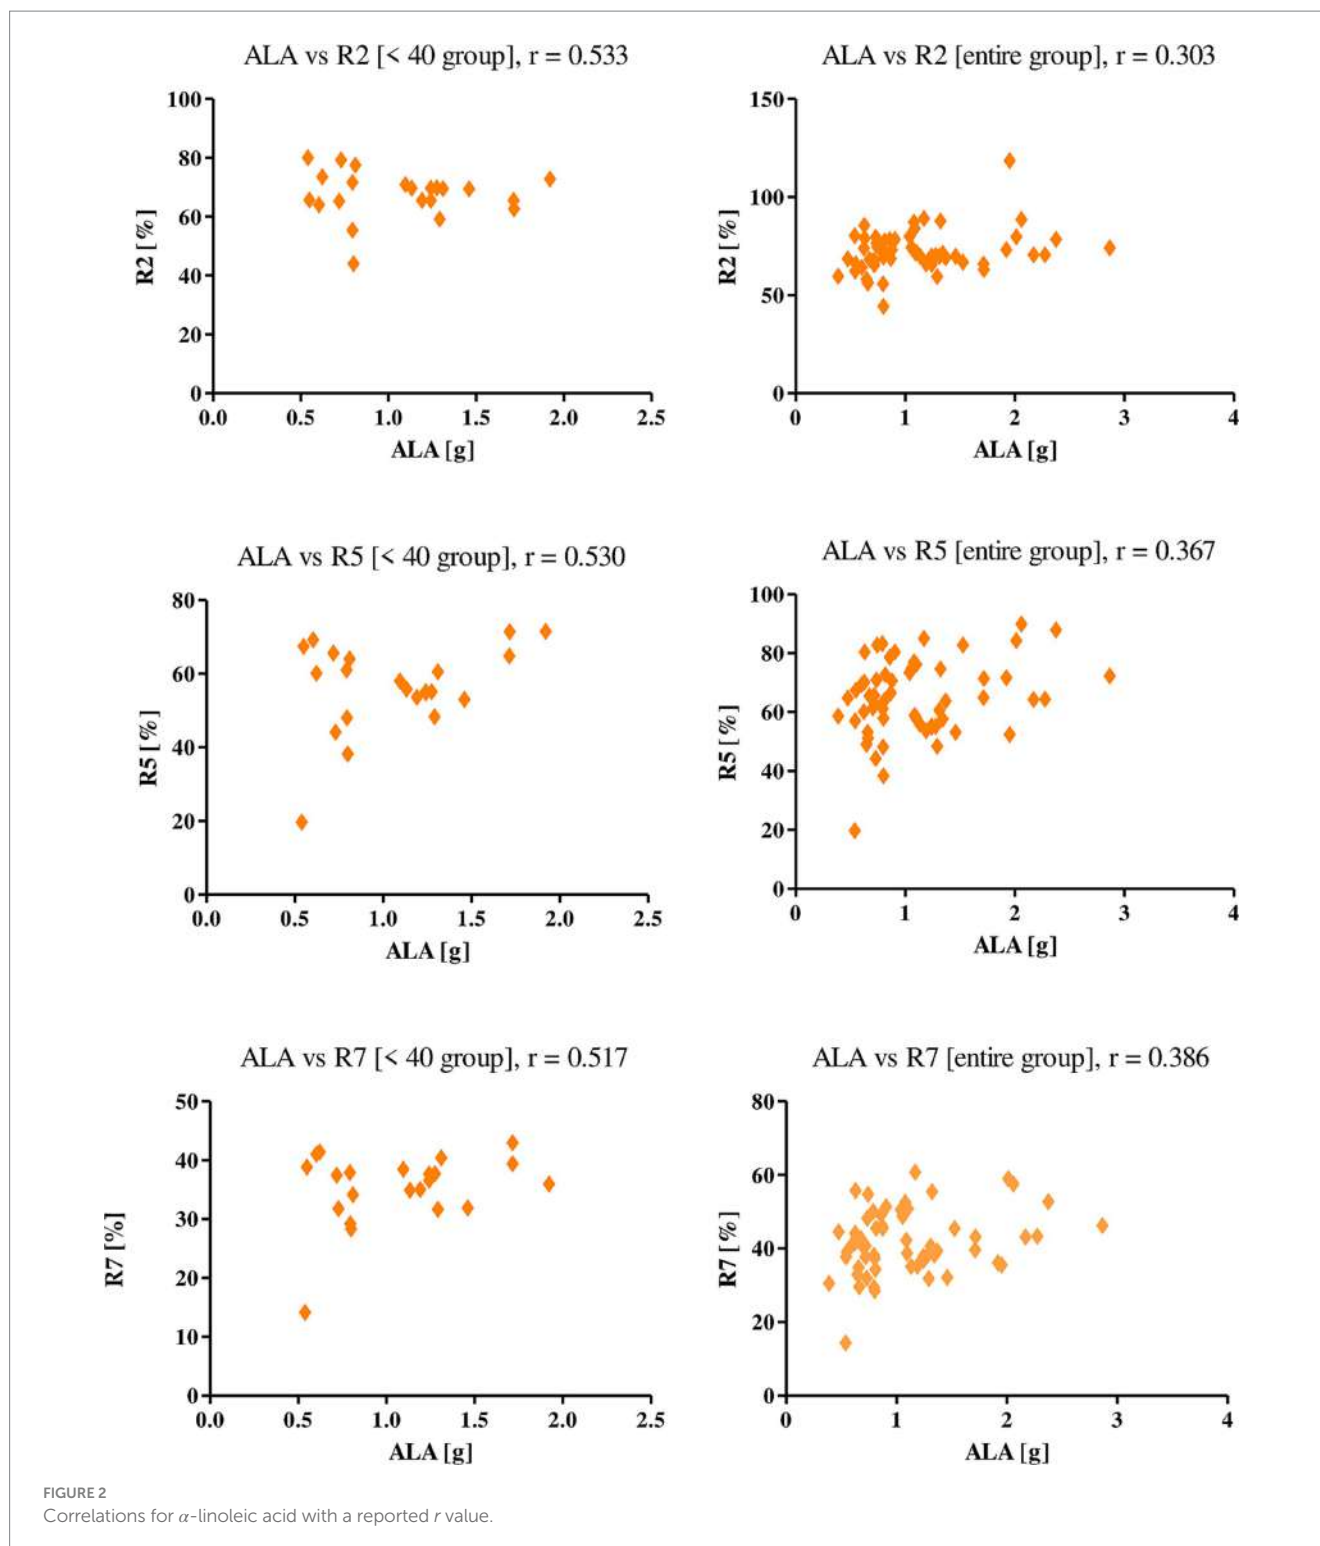 ALA vs R2 [< 40 group], r = 0.533
100
80
60
40
20
0
R2 [%]
0.0 0.5 1.0 1.5 2.0 2.5
ALA [g]
ALA vs R2 [entire group], r = 0.303
150
100
50
0
R2 [%]
0 1 2 3 4
ALA [g]
ALA vs R5 [< 40 group], r = 0.530
80
60
40
20
0
R5 [%]
0.0 0.5 1.0 1.5 2.0 2.5
ALA [g]
ALA vs R5 [entire group], r = 0.367
100
80
60
40
20
0
R5 [%]
0 1 2 3 4
ALA [g]
ALA vs R7 [< 40 group], r = 0.517
50
40
30
20
10
0
R7 [%]
0.0 0.5 1.0 1.5 2.0 2.5
ALA [g]
ALA vs R7 [entire group], r = 0.386
80
60
40
20
0
R7 [%]
0 1 2 3 4
ALA [g]
FIGURE 2
Correlations for α-linoleic acid with a reported r value.